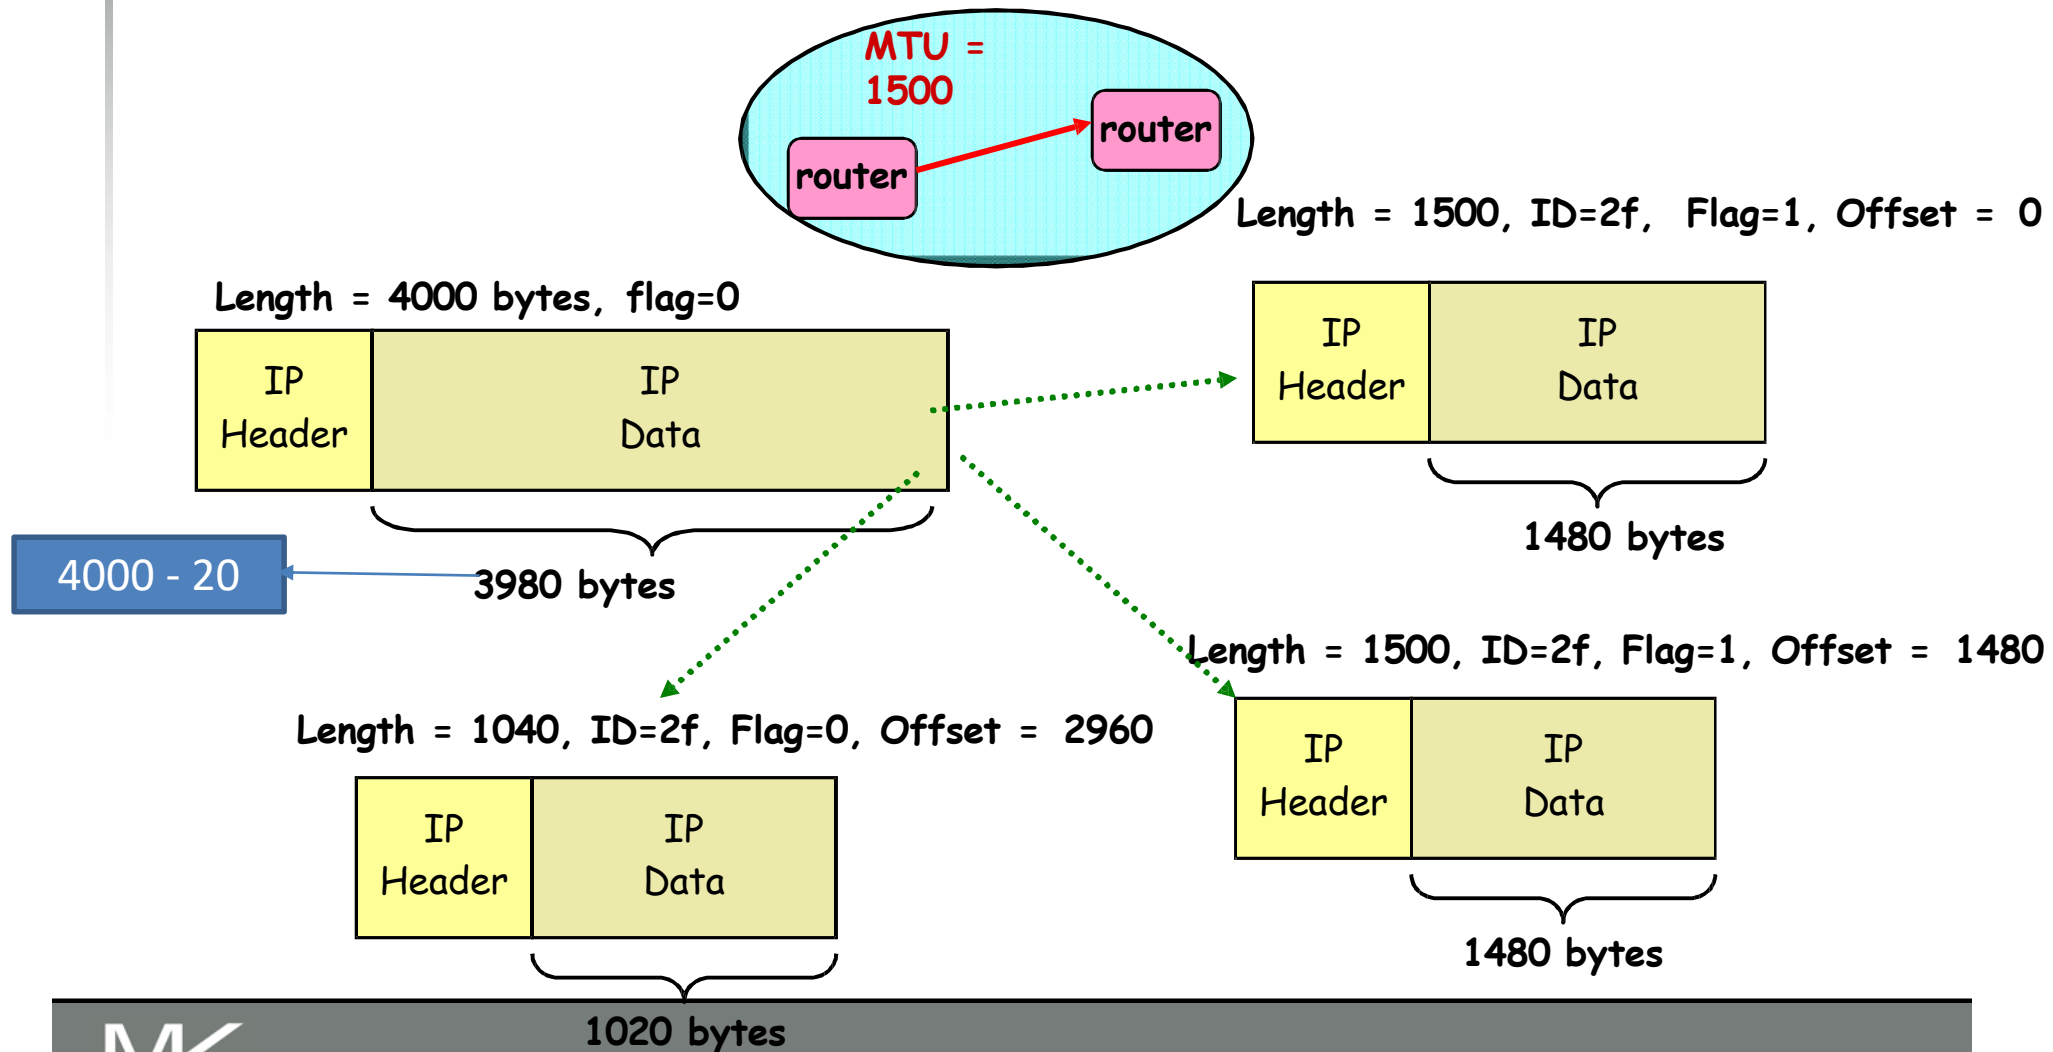 MTU =
1500
router
router
Length = 1500, ID=2f, Flag=1, Offset = 0
Length = 4000 bytes, flag=0
IP
Header
IP
Data
IP
Header
IP
Data
1480 bytes
4000 - 20
3980 bytes
Length = 1500, ID=2f, Flag=1, Offset = 1480
Length = 1040, ID=2f, Flag=0, Offset = 2960
IP
Header
IP
Data
IP
Header
IP
Data
1480 bytes
1020 bytes
MK